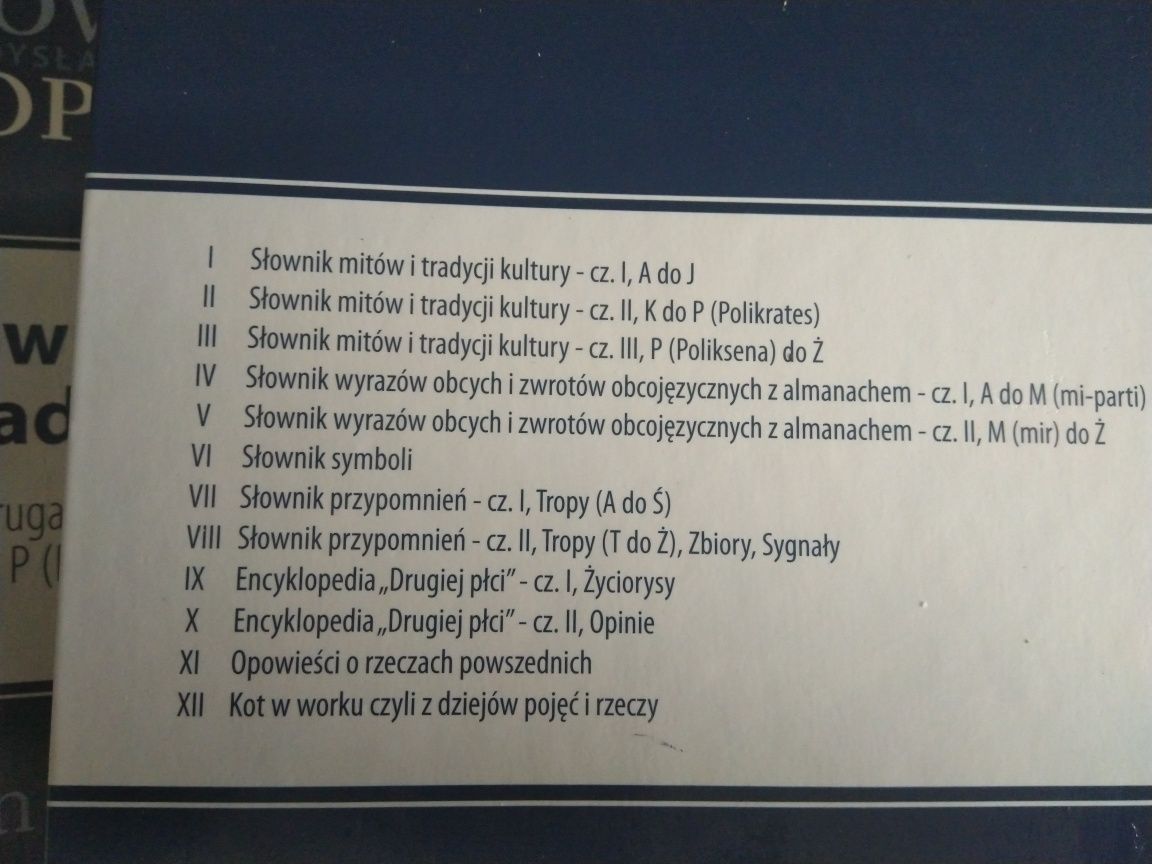 OW
DYSŁA
OP
w
ad
ruga
P (
I Słownik mitów i tradycji kultury - cz. I, A do J
II Słownik mitów i tradycji kultury - cz. II, K do P (Polikrates)
III Słownik mitów i tradycji kultury - cz. III, P (Poliksena) do Ż
IV Słownik wyrazów obcych i zwrotów obcojęzycznych z almanachem - cz. I, A do M (mi-parti)
V Słownik wyrazów obcych i zwrotów obcojęzycznych z almanachem - cz. II, M (mir) do Ż
VI Słownik symboli
VII Słownik przypomnień - cz. I, Tropy (A do Ś)
VIII Słownik przypomnień - cz. II, Tropy (T do Ż), Zbiory, Sygnały
IX Encyklopedia „Drugiej płci” - cz. I, Życiorysy
X Encyklopedia „Drugiej płci” - cz. II, Opinie
XI Opowieści o rzeczach powszednich
XII Kot w worku czyli z dziejów pojęć i rzeczy